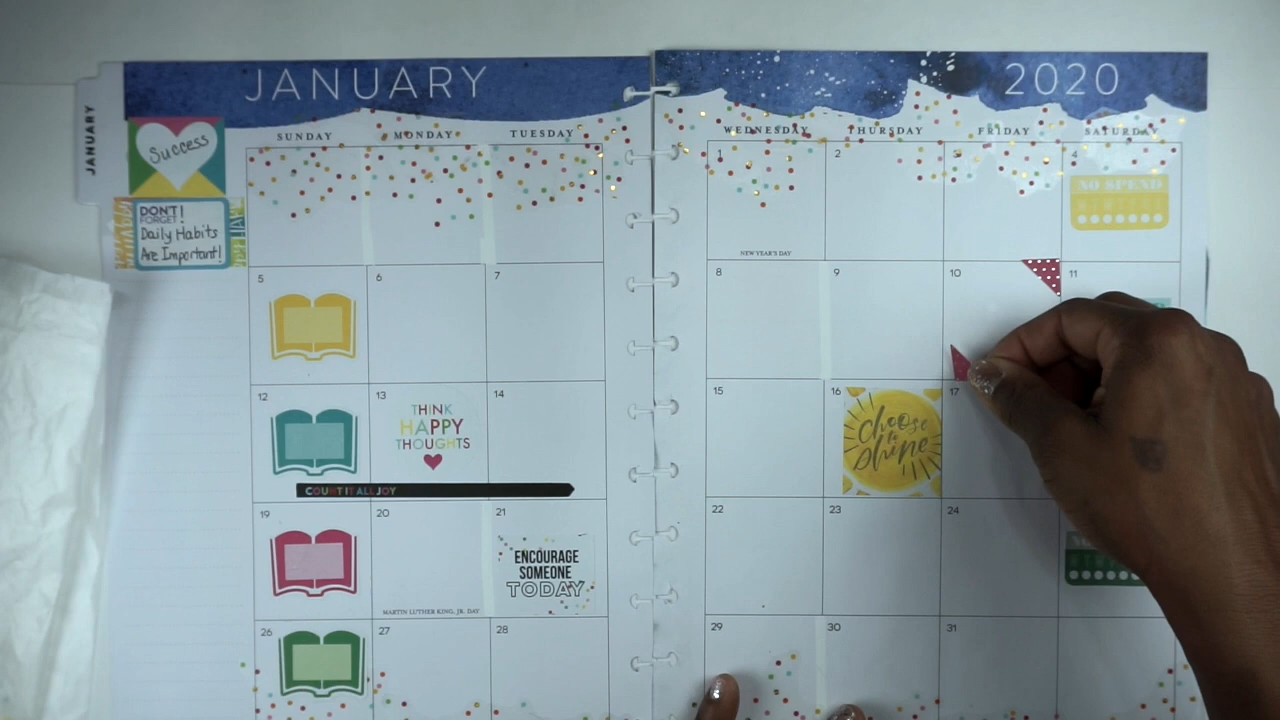 JANUARY
2020
JANUARY
SUNDAY
MONDAY
TUESDAY
WEDNESDAY
THURSDAY
FRIDAY
SATURDAY
Success
DON'T!
FORGET
Daily Habits
Are Important!
1
2
3
4
NO SPEND
NEW YEAR'S DAY
5
6
7
8
9
10
11
12
13
THINK
HAPPY
THOUGHTS
14
COUNT IT ALL JOY
15
16
choose
to
shine
17
19
20
MARTIN LUTHER KING, JR. DAY
21
ENCOURAGE
SOMEONE
TODAY
22
23
24
26
27
28
29
30
31